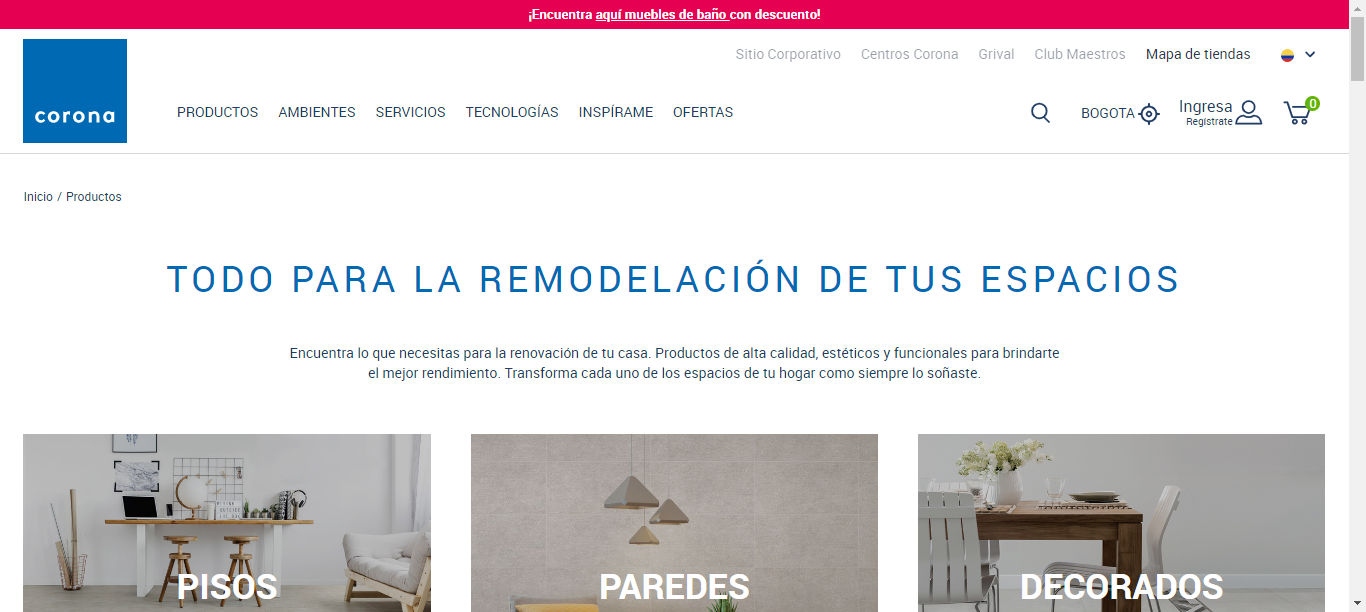 ¡Encuentra aquí muebles de baño con descuento!
Sitio Corporativo Centros Corona Grival Club Maestros Mapa de tiendas
corona
PRODUCTOS AMBIENTES SERVICIOS TECNOLOGÍAS INSPÍRAME OFERTAS
BOGOTA
Ingresa
Regístrate
0
Inicio / Productos
TODO PARA LA REMODELACIÓN DE TUS ESPACIOS
Encuentra lo que necesitas para la renovación de tu casa. Productos de alta calidad, estéticos y funcionales para brindarte
el mejor rendimiento. Transforma cada uno de los espacios de tu hogar como siempre lo soñaste.
PISOS
PAREDES
DECORADOS